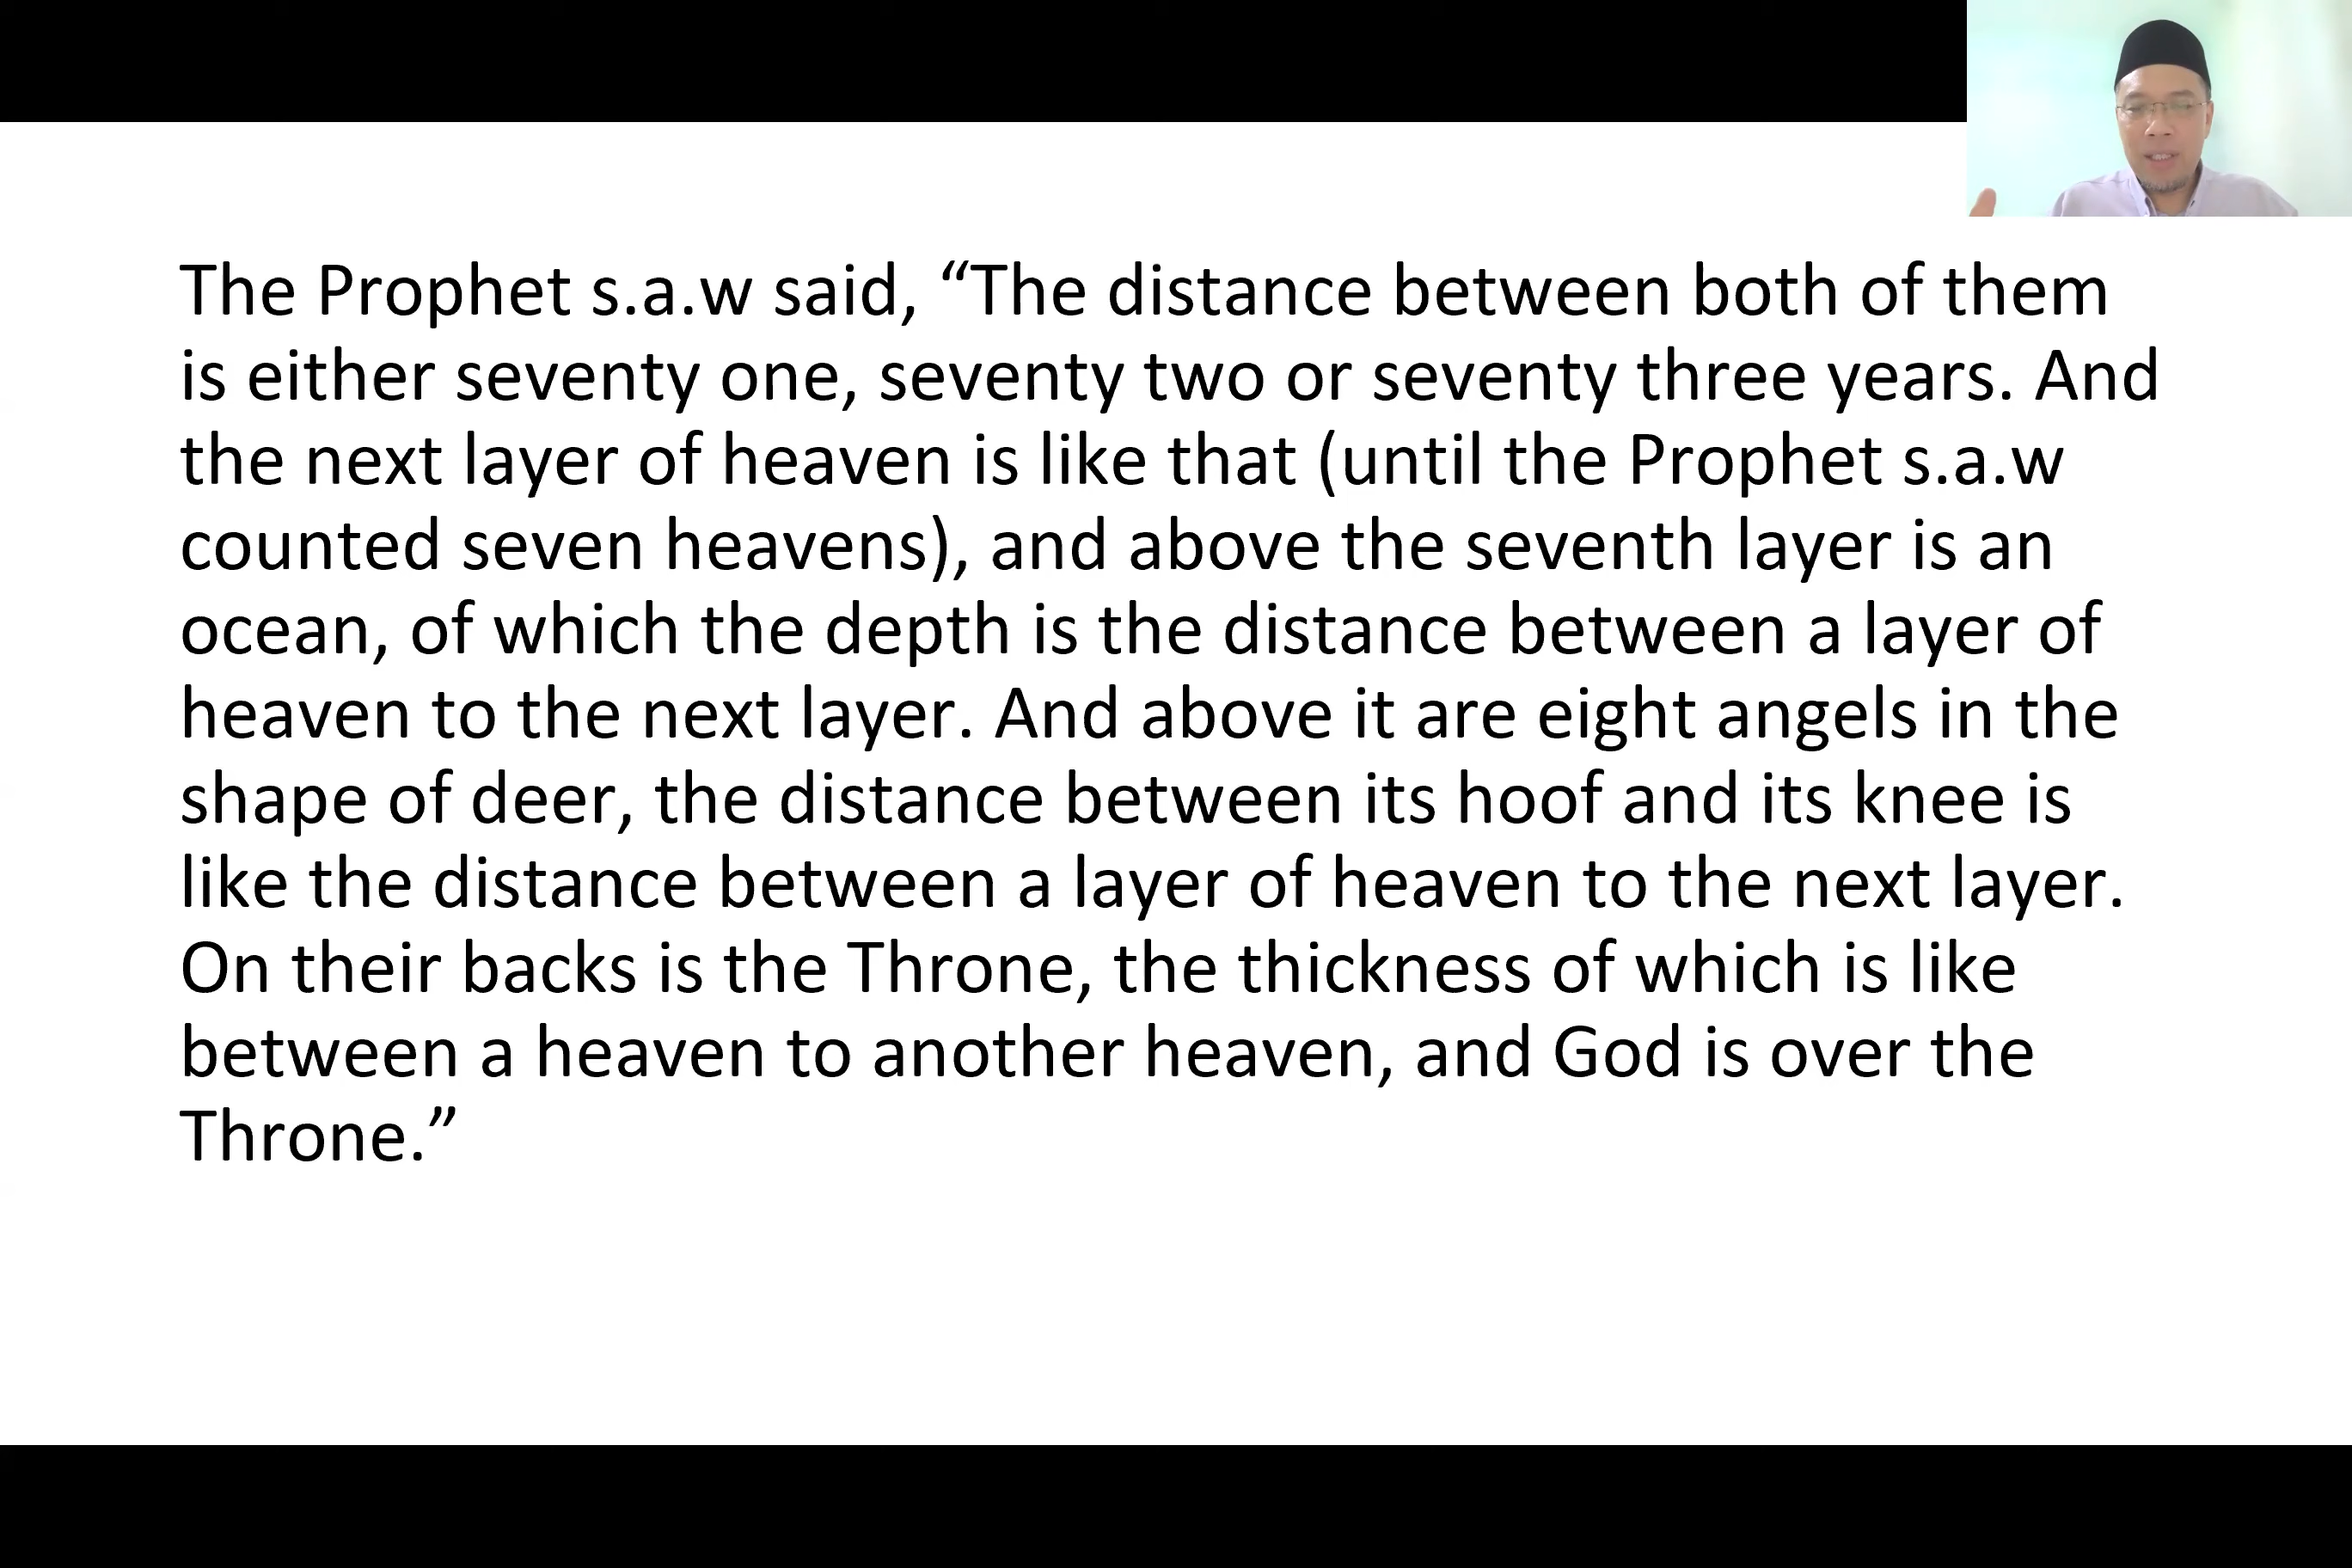 The Prophet s.a.w said, “The distance between both of them
is either seventy one, seventy two or seventy three years. And
the next layer of heaven is like that (until the Prophet s.a.w
counted seven heavens), and above the seventh layer is an
ocean, of which the depth is the distance between a layer of
heaven to the next layer. And above it are eight angels in the
shape of deer, the distance between its hoof and its knee is
like the distance between a layer of heaven to the next layer.
On their backs is the Throne, the thickness of which is like
between a heaven to another heaven, and God is over the
Throne.”